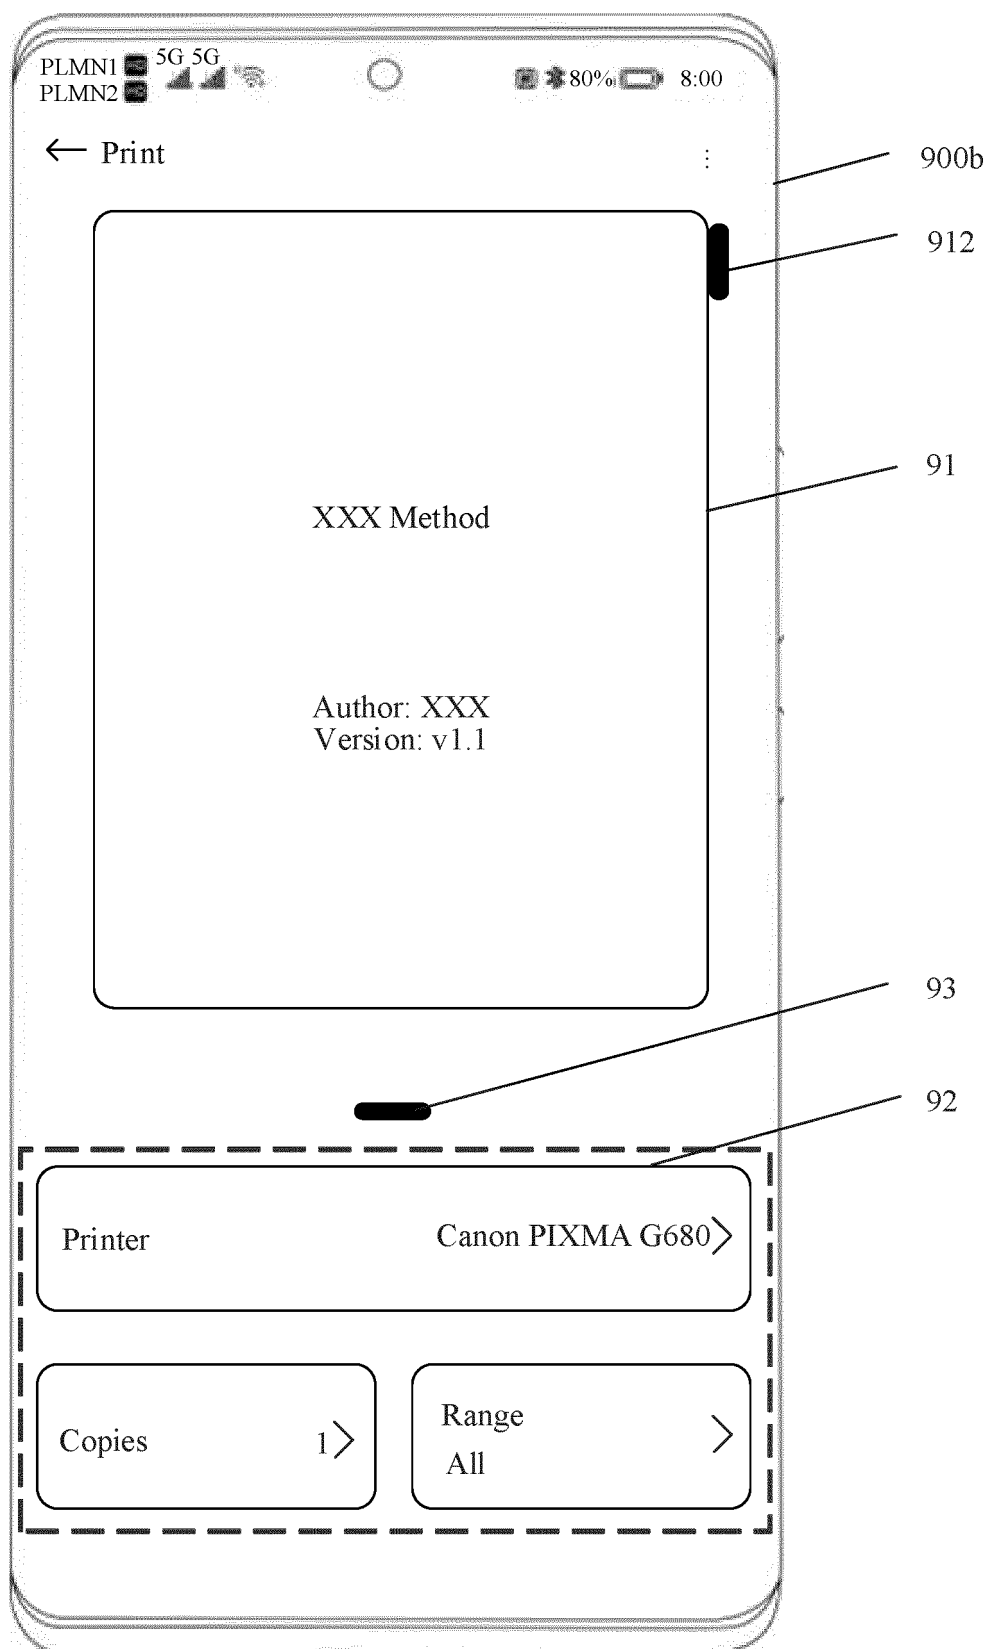 PLMN1 5G 5G
PLMN2 80% 8:00
← Print
900b
912
91
XXX Method
Author: XXX
Version: v1.1
93
92
Printer Canon PIXMA G680
Copies 1
Range
All